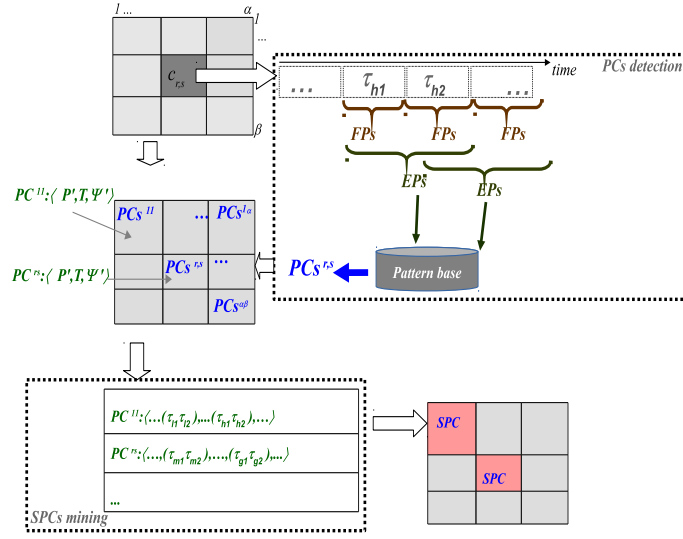 1 ... α
1
...
c r,s
β
time
PCs detection
... τ h1 τ h2 ...
FPs FPs FPs
EPs EPs
Pattern base
PCs r,s
PC 11:⟨ P',T,Ψ'⟩
PCs 11 ... PCs 1α
PC rs:⟨ P',T,Ψ'⟩
PCs r,s ...
PCs αβ
PC 11:⟨...(τ l1 τ l2),...(τ h1 τ h2),...⟩
PC rs:⟨...,(τ m1 τ m2),...,(τ g1 τ g2),...⟩
...
SPCs mining
SPC
SPC